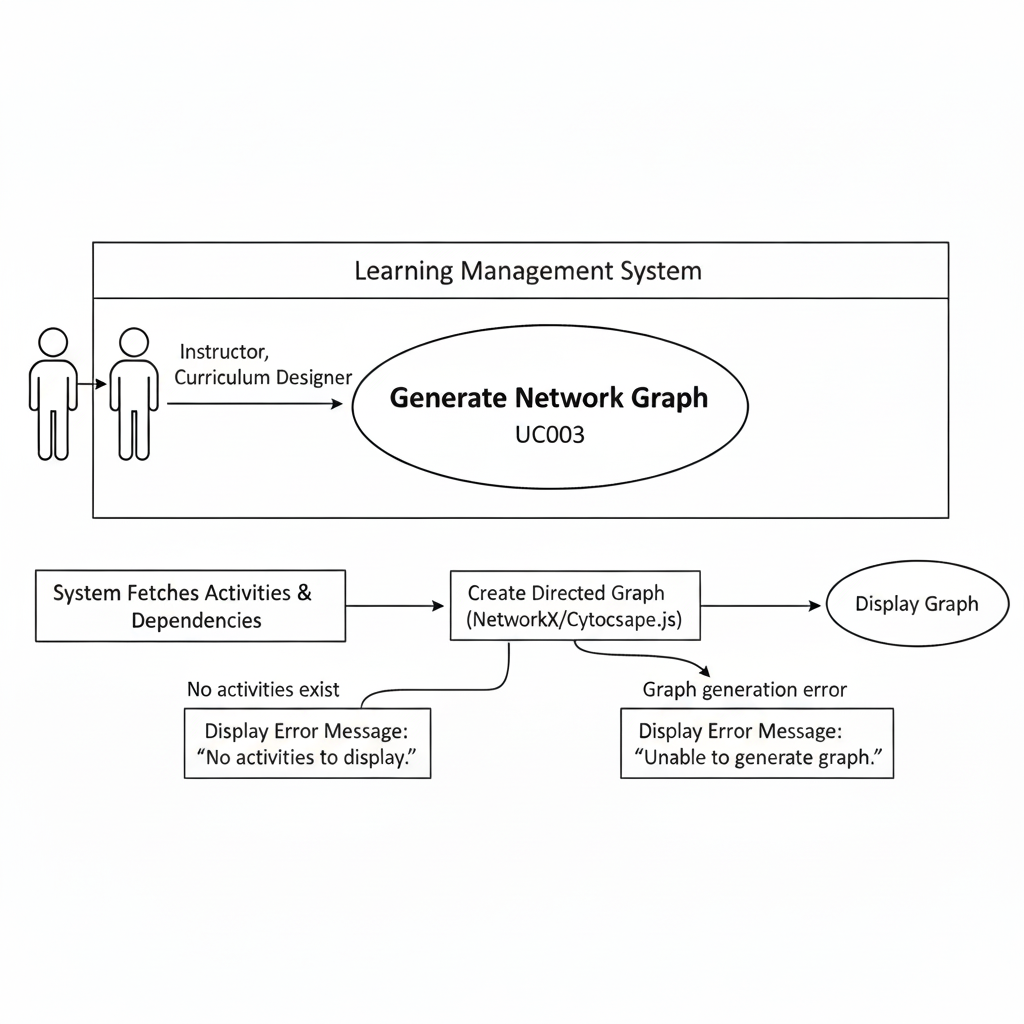 Learning Management System
Instructor,
Curriculum Designer
Generate Network Graph
UC003
System Fetches Activities &
Dependencies
Create Directed Graph
(NetworkX/Cytocsape.js)
Display Graph
No activities exist
Display Error Message:
“No activities to display.”
Graph generation error
Display Error Message:
“Unable to generate graph.”